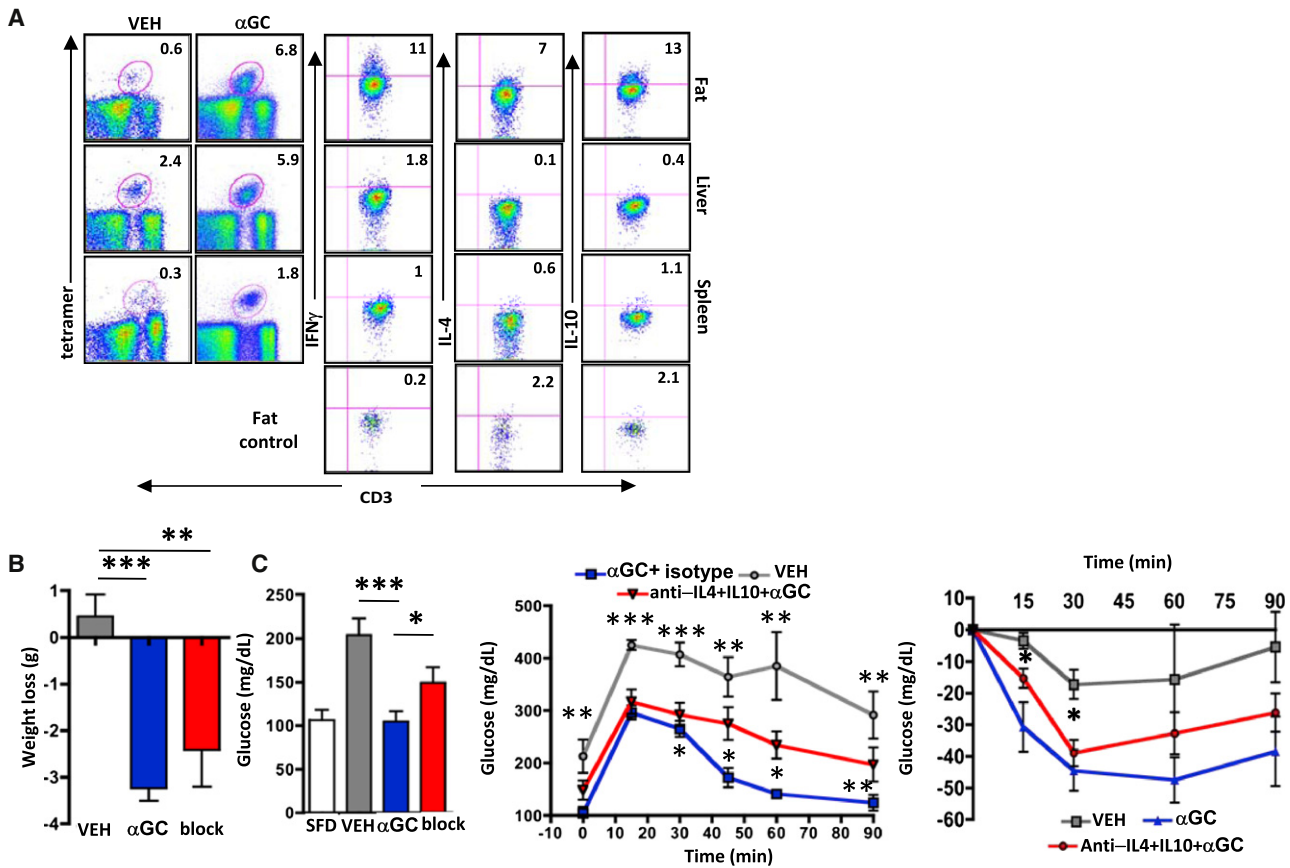 A
VEH αGC
0.6 6.8 11 7 13
Fat
2.4 5.9 1.8 0.1 0.4
Liver
0.3 1.8 1 0.6 1.1
Spleen
tetramer
IFNγ
IL-4
IL-10
0.2 2.2 2.1
Fat
control
CD3
B
** 
***
1
0
-1
-2
-3
-4
Weight loss (g)
VEH αGC block
C
***
*
250
200
150
100
50
0
Glucose (mg/dL)
SFD VEH αGC block
αGC+ isotype VEH
anti–IL4+IL10+αGC
500
400
300
200
100
Glucose (mg/dL)
** *** *** ** ** **
* * * **
-10 0 10 20 30 40 50 60 70 80 90
Time (min)
Time (min)
15 30 45 60 75 90
10
0
-10
-20
-30
-40
-50
-60
Glucose (mg/dL)
*
*
VEH αGC
Anti–IL4+IL10+αGC